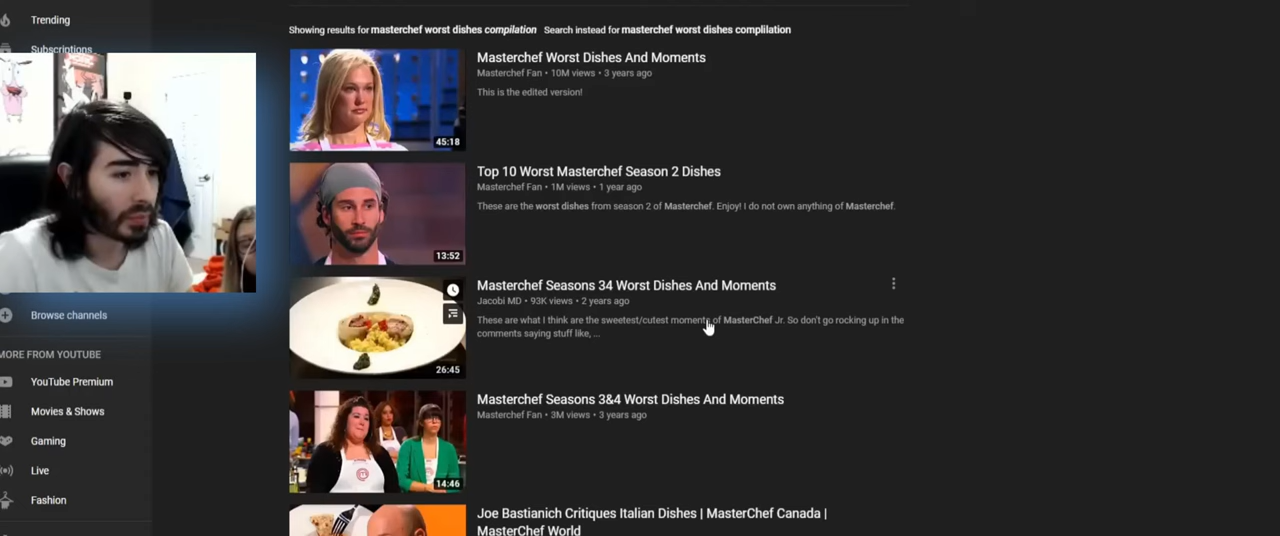 Trending
Subscriptions
Browse channels
MORE FROM YOUTUBE
YouTube Premium
Movies & Shows
Gaming
Live
Fashion
Showing results for masterchef worst dishes compilation Search instead for masterchef worst dishes complilation
Masterchef Worst Dishes And Moments
Masterchef Fan • 10M views • 3 years ago
This is the edited version!
45:18
Top 10 Worst Masterchef Season 2 Dishes
Masterchef Fan • 1M views • 1 year ago
These are the worst dishes from season 2 of Masterchef. Enjoy! I do not own anything of Masterchef.
13:52
Masterchef Seasons 34 Worst Dishes And Moments
Jacobi MD • 93K views • 2 years ago
These are what I think are the sweetest/cutest moments of MasterChef Jr. So don't go rocking up in the
comments saying stuff like, ...
26:45
Masterchef Seasons 3&4 Worst Dishes And Moments
Masterchef Fan • 3M views • 3 years ago
14:46
Joe Bastianich Critiques Italian Dishes | MasterChef Canada |
MasterChef World